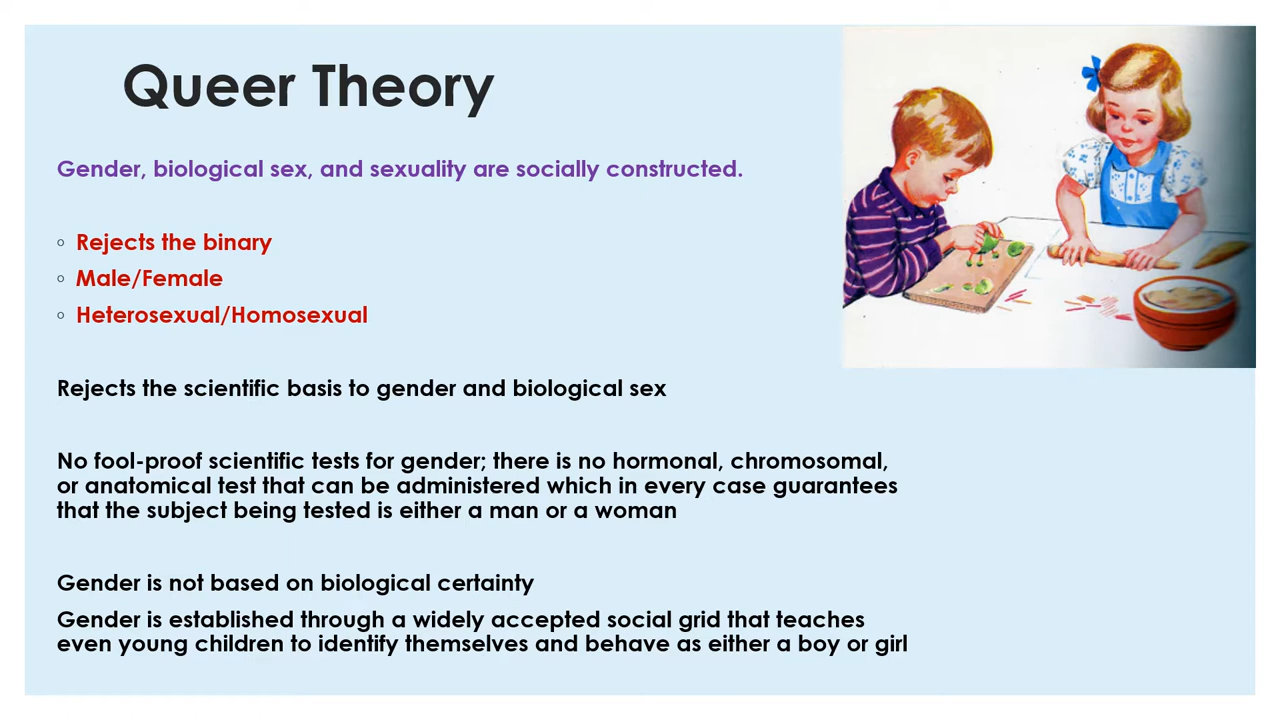 Queer Theory
Gender, biological sex, and sexuality are socially constructed.
◦ Rejects the binary
◦ Male/Female
◦ Heterosexual/Homosexual
Rejects the scientific basis to gender and biological sex
No fool-proof scientific tests for gender; there is no hormonal, chromosomal,
or anatomical test that can be administered which in every case guarantees
that the subject being tested is either a man or a woman
Gender is not based on biological certainty
Gender is established through a widely accepted social grid that teaches
even young children to identify themselves and behave as either a boy or girl